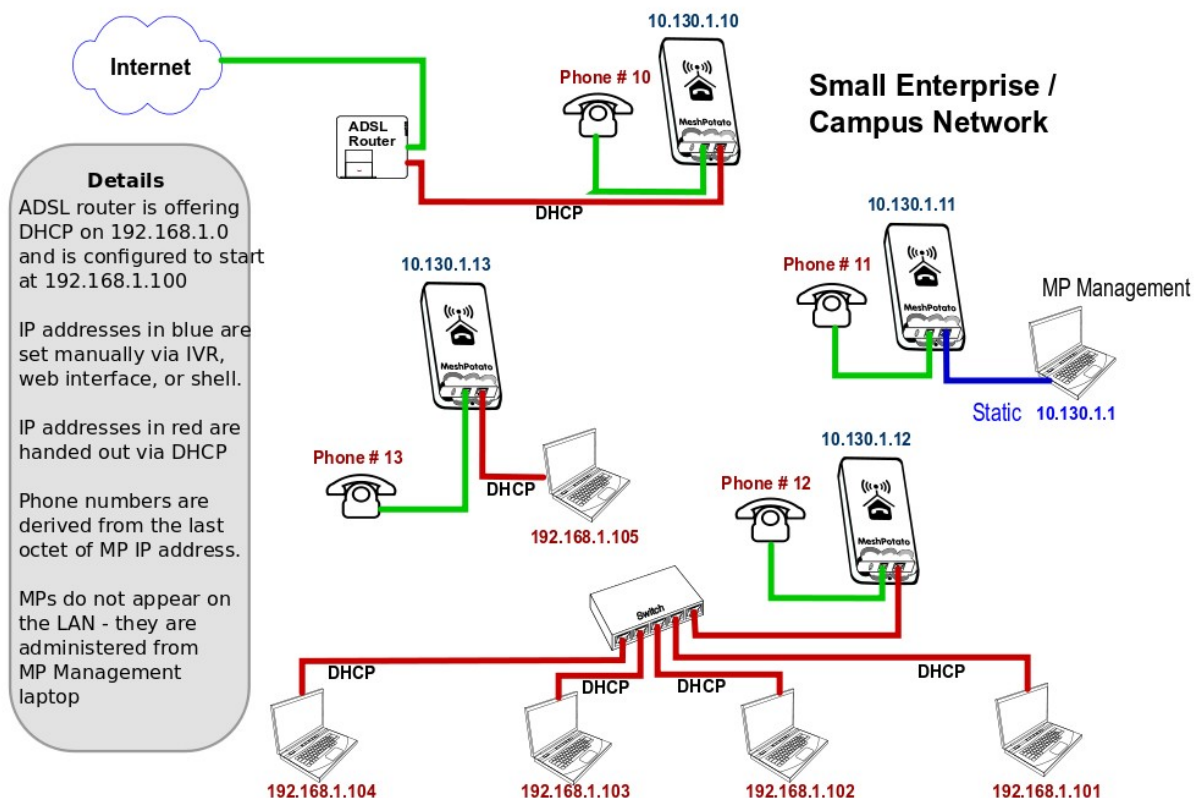 10.130.1.10
Internet
Phone # 10
Small Enterprise /
Campus Network
MeshPotato
ADSL
Router
DHCP
Details
ADSL router is offering
DHCP on 192.168.1.0
and is configured to start
at 192.168.1.100
IP addresses in blue are
set manually via IVR,
web interface, or shell.
IP addresses in red are
handed out via DHCP
Phone numbers are
derived from the last
octet of MP IP address.
MPs do not appear on
the LAN - they are
administered from
MP Management
laptop
10.130.1.11
Phone # 11
MeshPotato
MP Management
Static 10.130.1.1
10.130.1.13
MeshPotato
Phone # 13
DHCP
192.168.1.105
10.130.1.12
Phone # 12
MeshPotato
Switch
DHCP
DHCP
DHCP
DHCP
192.168.1.104
192.168.1.103
192.168.1.102
192.168.1.101